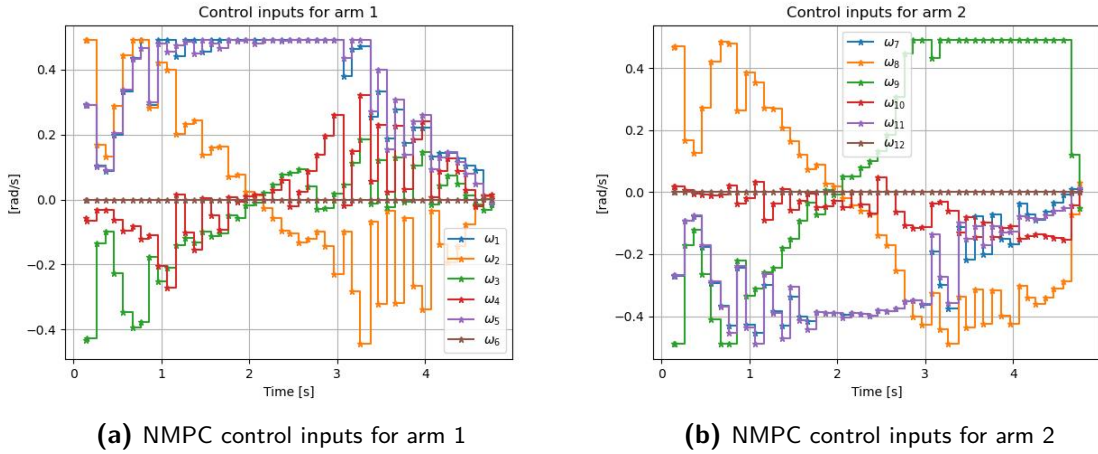 Control inputs for arm 1
[rad/s]
0.4
0.2
0.0
−0.2
−0.4
ω1
ω2
ω3
ω4
ω5
ω6
0 1 2 3 4
Time [s]
(a) NMPC control inputs for arm 1
Control inputs for arm 2
[rad/s]
0.4
0.2
0.0
−0.2
−0.4
ω7
ω8
ω9
ω10
ω11
ω12
0 1 2 3 4
Time [s]
(b) NMPC control inputs for arm 2